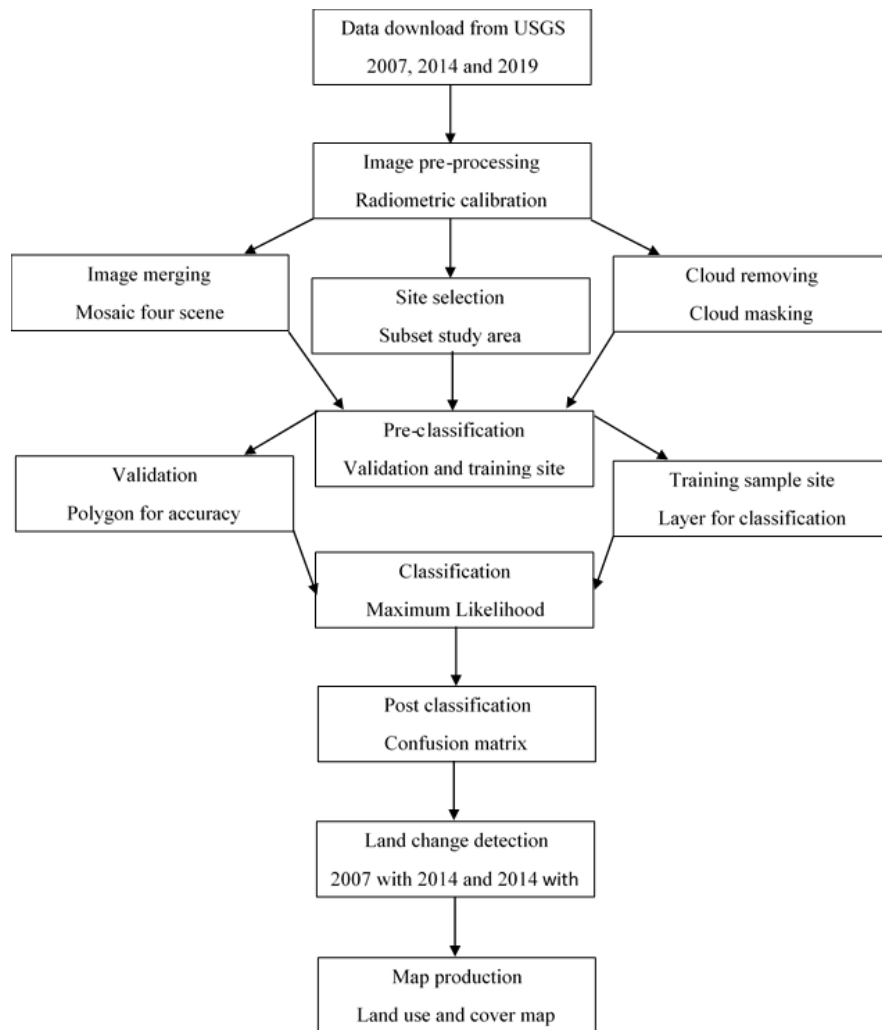 Data download from USGS
2007, 2014 and 2019
Image pre-processing
Radiometric calibration
Image merging
Mosaic four scene
Site selection
Subset study area
Cloud removing
Cloud masking
Pre-classification
Validation and training site
Validation
Polygon for accuracy
Training sample site
Layer for classification
Classification
Maximum Likelihood
Post classification
Confusion matrix
Land change detection
2007 with 2014 and 2014 with
Map production
Land use and cover map